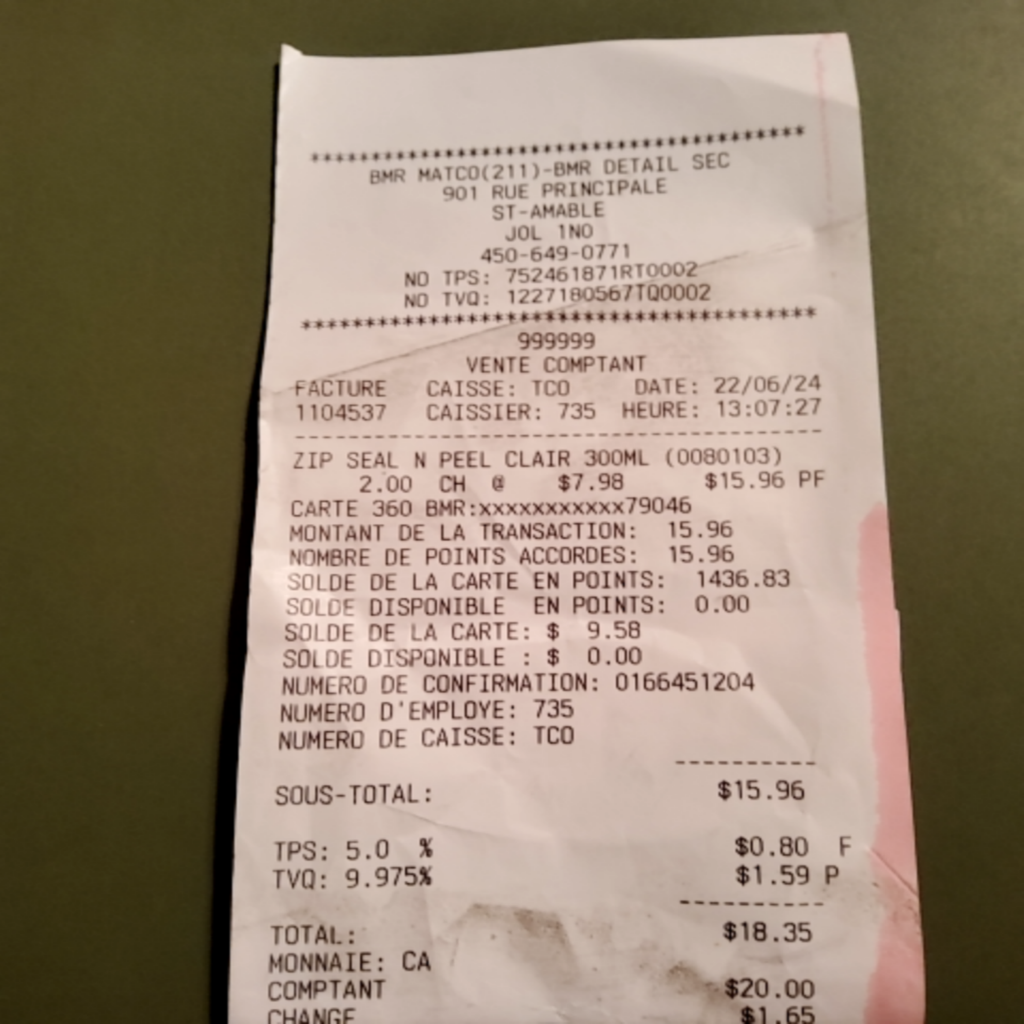 ****************************************
BMR MATCO(211)-BMR DETAIL SEC
901 RUE PRINCIPALE
ST-AMABLE
JOL 1NO
450-649-0771
NO TPS: 752461871RT0002
NO TVQ: 1227180567TQ0002
****************************************
999999
VENTE COMPTANT
FACTURE CAISSE: TCO DATE: 22/06/24
1104537 CAISSIER: 735 HEURE: 13:07:27
----------------------------------------
ZIP SEAL N PEEL CLAIR 300ML (0080103)
2.00 CH @ $7.98 $15.96 PF
CARTE 360 BMR:xxxxxxxxxxx79046
MONTANT DE LA TRANSACTION: 15.96
NOMBRE DE POINTS ACCORDES: 15.96
SOLDE DE LA CARTE EN POINTS: 1436.83
SOLDE DISPONIBLE EN POINTS: 0.00
SOLDE DE LA CARTE: $ 9.58
SOLDE DISPONIBLE : $ 0.00
NUMERO DE CONFIRMATION: 0166451204
NUMERO D'EMPLOYE: 735
NUMERO DE CAISSE: TCO
----------
SOUS-TOTAL: $15.96
TPS: 5.0 % $0.80 F
TVQ: 9.975% $1.59 P
----------
TOTAL: $18.35
MONNAIE: CA
COMPTANT $20.00
CHANGE $1.65